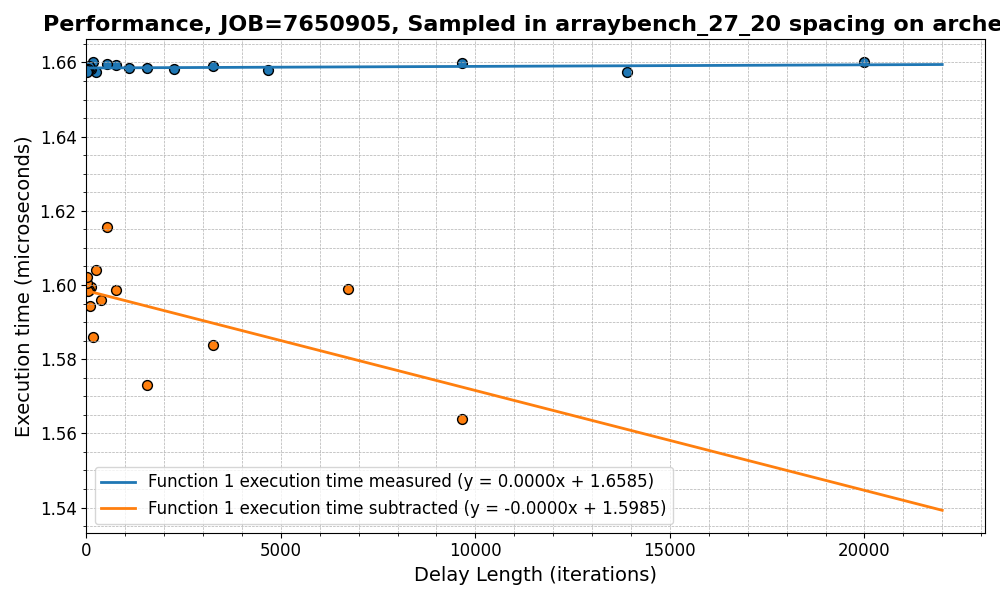 Performance, JOB=7650905, Sampled in arraybench_27_20 spacing on arche
Execution time (microseconds)
1.66
1.64
1.62
1.60
1.58
1.56
1.54
Function 1 execution time measured (y = 0.0000x + 1.6585)
Function 1 execution time subtracted (y = -0.0000x + 1.5985)
0 5000 10000 15000 20000
Delay Length (iterations)